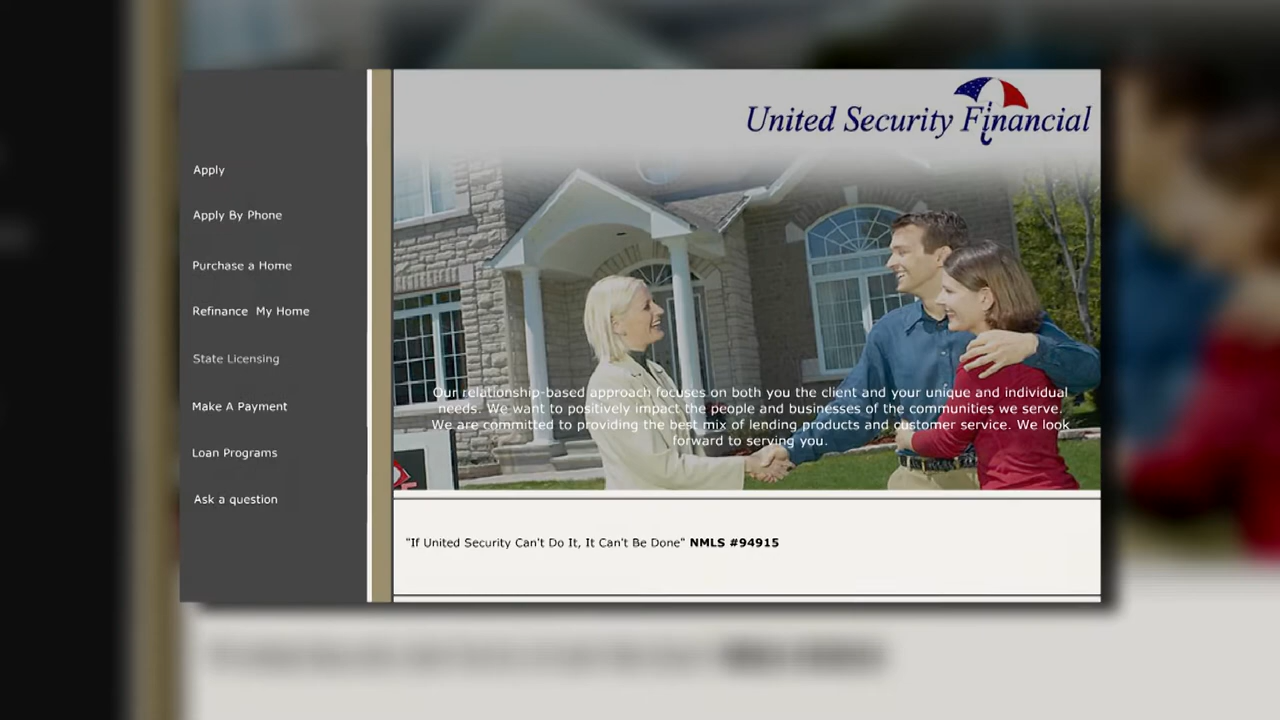 United Security Financial
Apply
Apply By Phone
Purchase a Home
Refinance My Home
State Licensing
Make A Payment
Loan Programs
Ask a question
Our relationship-based approach focuses on both you the client and your unique and individual
needs. We want to positively impact the people and businesses of the communities we serve.
We are committed to providing the best mix of lending products and customer service. We look
forward to serving you.
"If United Security Can't Do It, It Can't Be Done" NMLS #94915